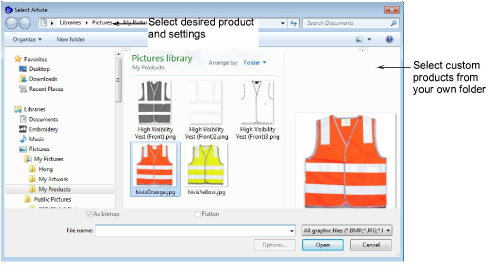 Select Article
Libraries ▸ Pictures ▸ My Pi
Select desired product
and settings
Search Documents
Organize
New folder
Favorites
Desktop
Downloads
Recent Places
Libraries
Documents
Embroidery
Music
Pictures
My Pictures
Hong
My Artwork
My Products
Public Pictures
Pictures library
My Products
Arrange by: Folder
High Visibility
Vest (Front).jpg
High Visibility
Vest (Front)2.png
High Visibility
Vest (Front)3.png
hivisOrange.jpg
hivisYellow.jpg
Select custom
products from
your own folder
As bitmap
Flatten
File name:
All graphic files (*.BMP;*.JPG;*.I
Options...
Open
Cancel